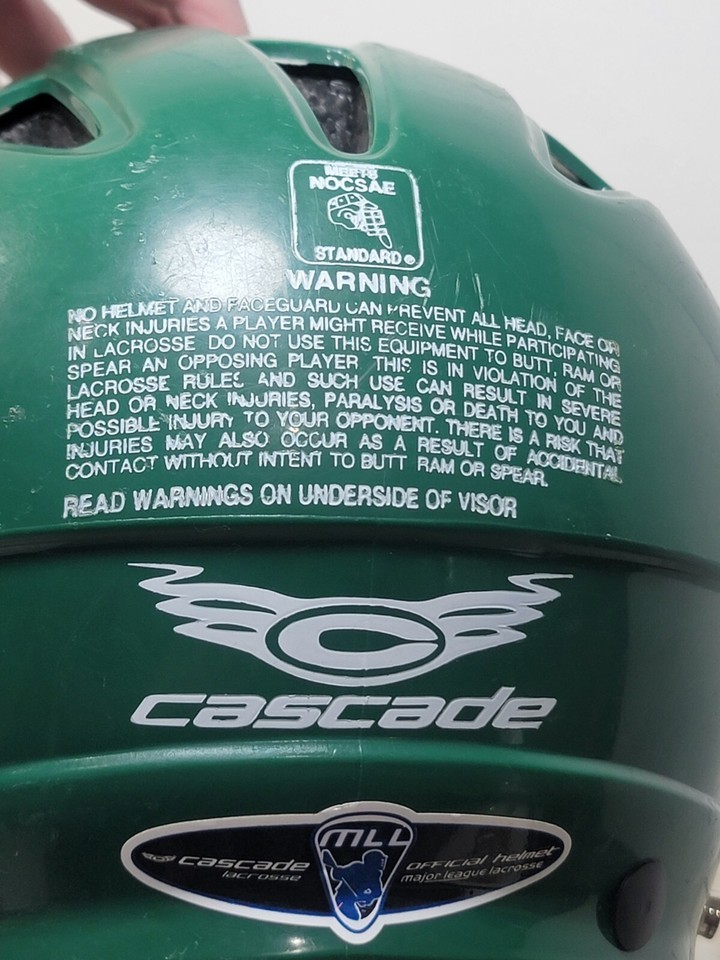 MEETS
NOCSAE
STANDARD®
WARNING
NO HELMET AND FACEGUARD CAN PREVENT ALL HEAD, FACE OR
NECK INJURIES A PLAYER MIGHT RECEIVE WHILE PARTICIPATING
IN LACROSSE. DO NOT USE THIS EQUIPMENT TO BUTT, RAM OR
SPEAR AN OPPOSING PLAYER. THIS IS IN VIOLATION OF THE
LACROSSE RULES AND SUCH USE CAN RESULT IN SEVERE
HEAD OR NECK INJURIES, PARALYSIS OR DEATH TO YOU AND
POSSIBLE INJURY TO YOUR OPPONENT. THERE IS A RISK THAT
INJURIES MAY ALSO OCCUR AS A RESULT OF ACCIDENTAL
CONTACT WITHOUT INTENT TO BUTT RAM OR SPEAR.
READ WARNINGS ON UNDERSIDE OF VISOR
C
cascade
MLL
cascade
lacrosse
official helmet
major league lacrosse